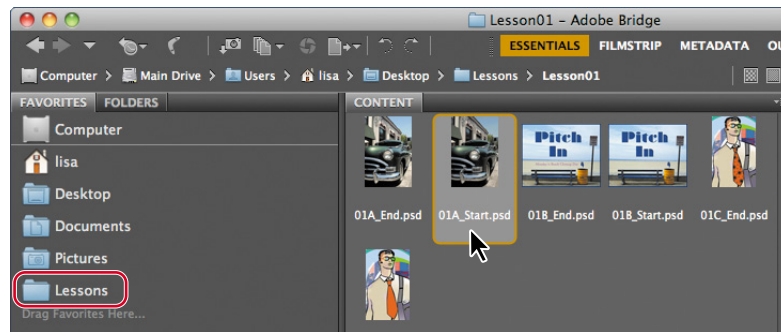 Lesson01 – Adobe Bridge
ESSENTIALS FILMSTRIP METADATA OU
Computer > Main Drive > Users > lisa > Desktop > Lessons > Lesson01
FAVORITES FOLDERS
CONTENT
Computer
lisa
Desktop
Documents
Pictures
Lessons
Drag Favorites Here...
Pitch
In
Pitch
In
01A_End.psd 01A_Start.psd 01B_End.psd 01B_Start.psd 01C_End.psd